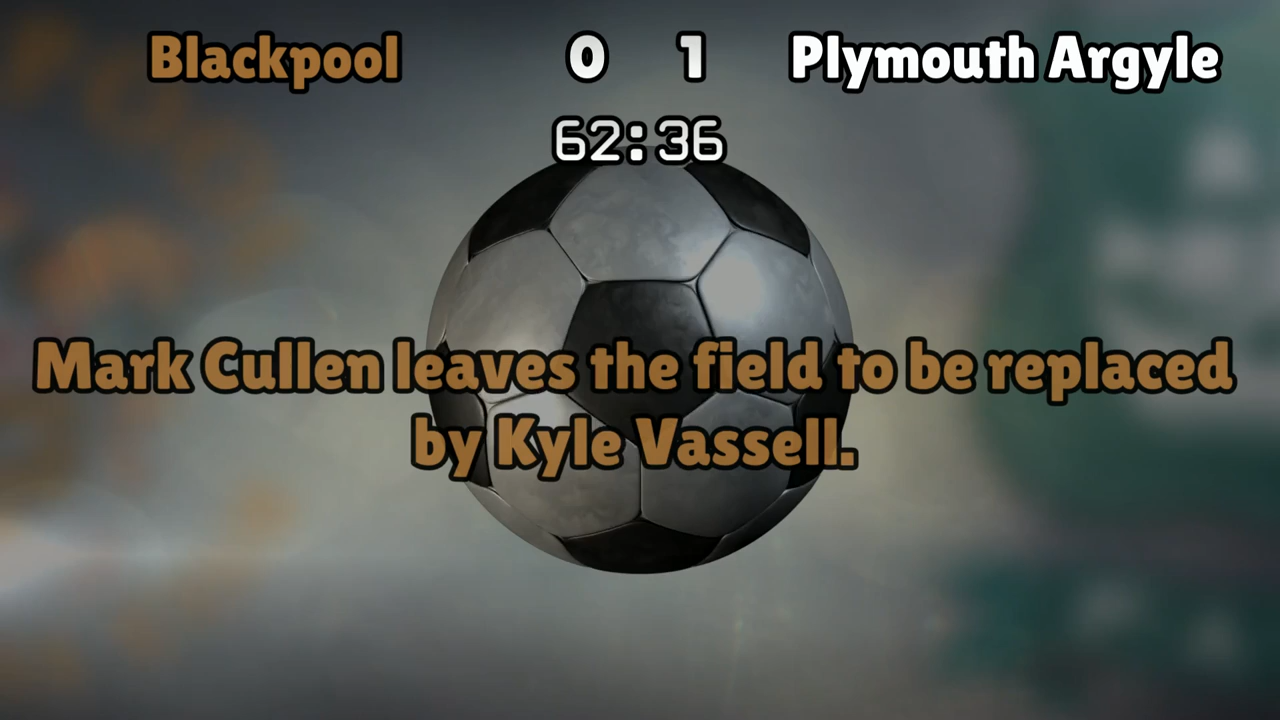 Blackpool 0 1 Plymouth Argyle
62:36
Mark Cullen leaves the field to be replaced
by Kyle Vassell.